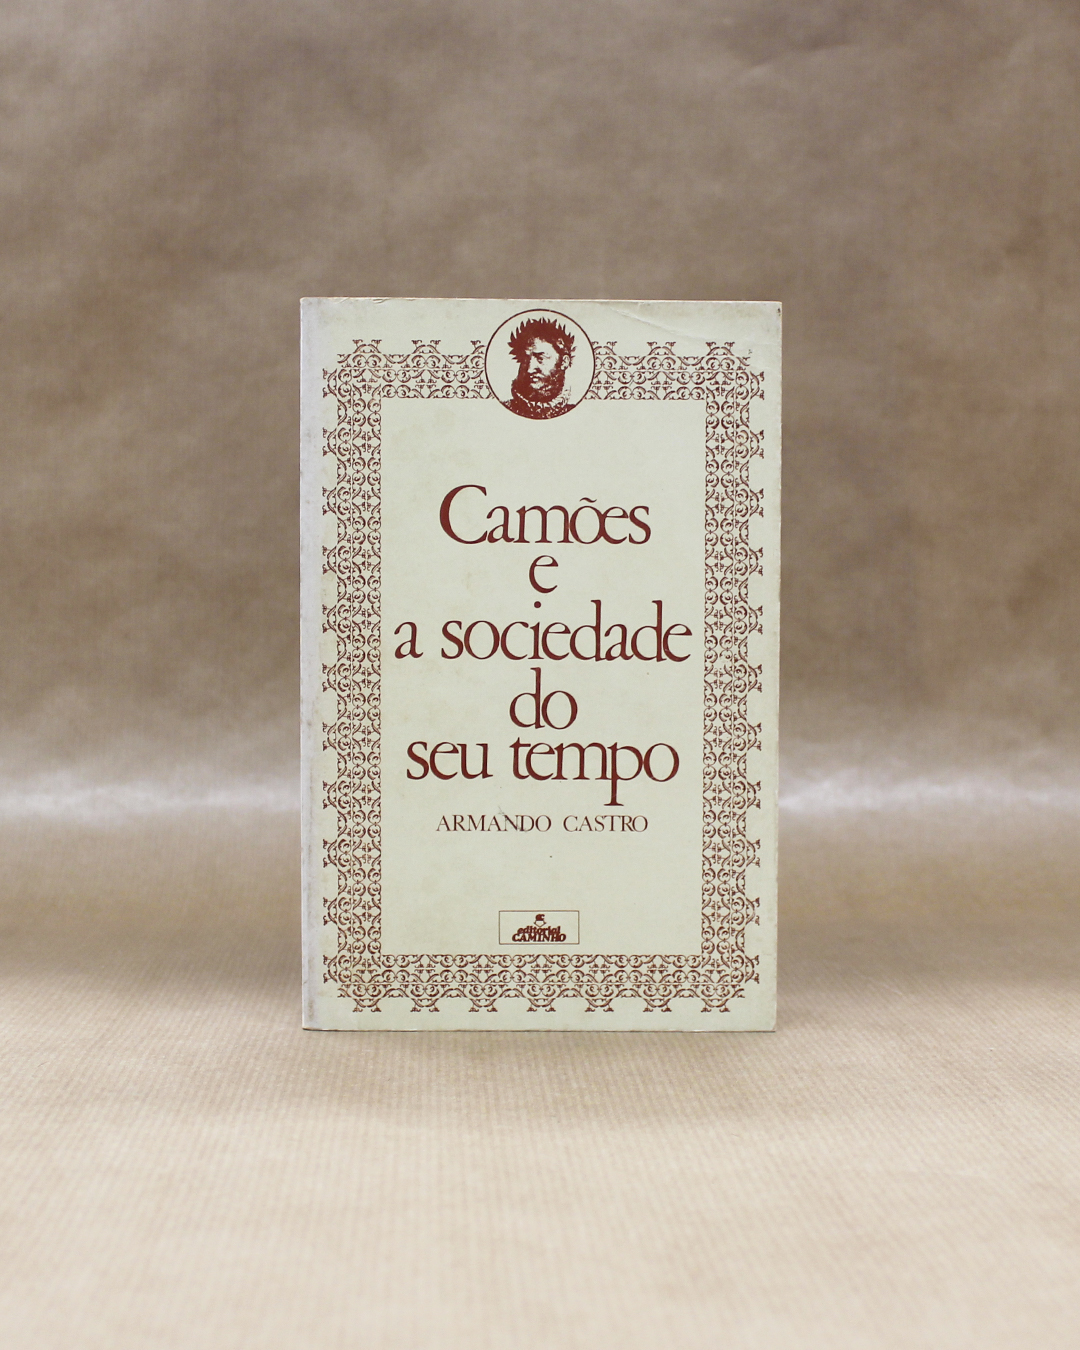 Camões
e
a sociedade
do
seu tempo
ARMANDO CASTRO
editorial
CAMINHO